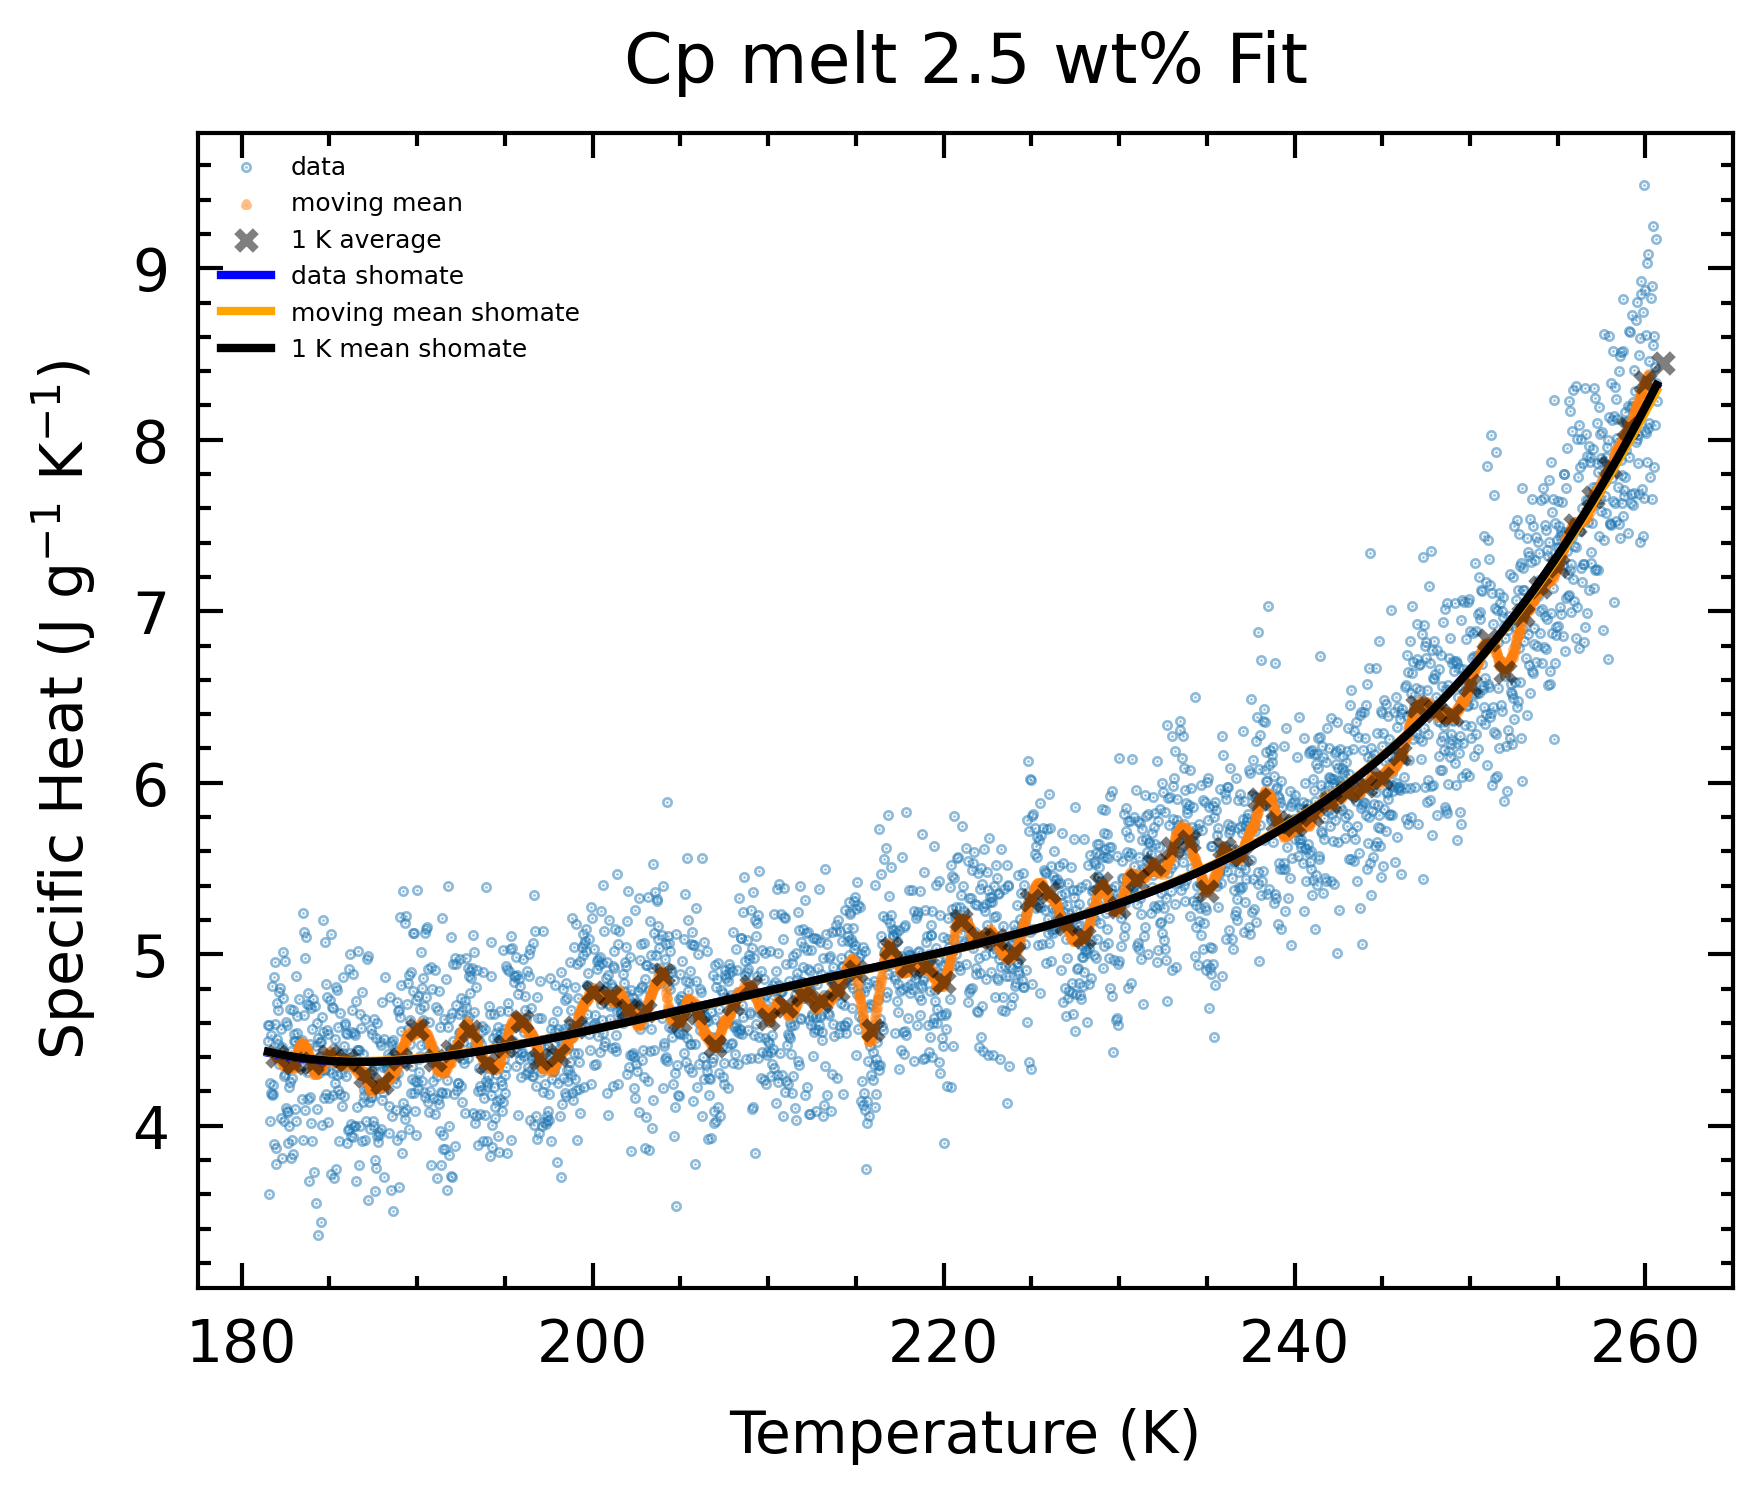 Cp melt 2.5 wt% Fit
data
moving mean
1 K average
data shomate
moving mean shomate
1 K mean shomate
Specific Heat (J g⁻¹ K⁻¹)
9
8
7
6
5
4
180 200 220 240 260
Temperature (K)